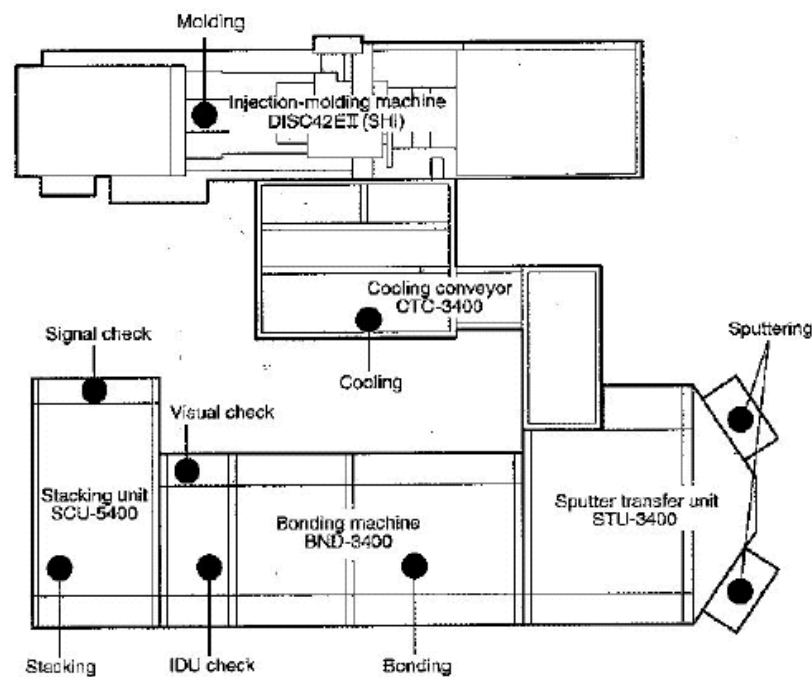 Molding
Injection-molding machine
DISC42EⅡ (SHI)
Cooling conveyor
CTC-3400
Sputtering
Signal check
Cooling
Visual check
Stacking unit
SCU-5400
Bonding machine
BND-3400
Sputter transfer unit
STU-3400
Stacking
IDU check
Bonding